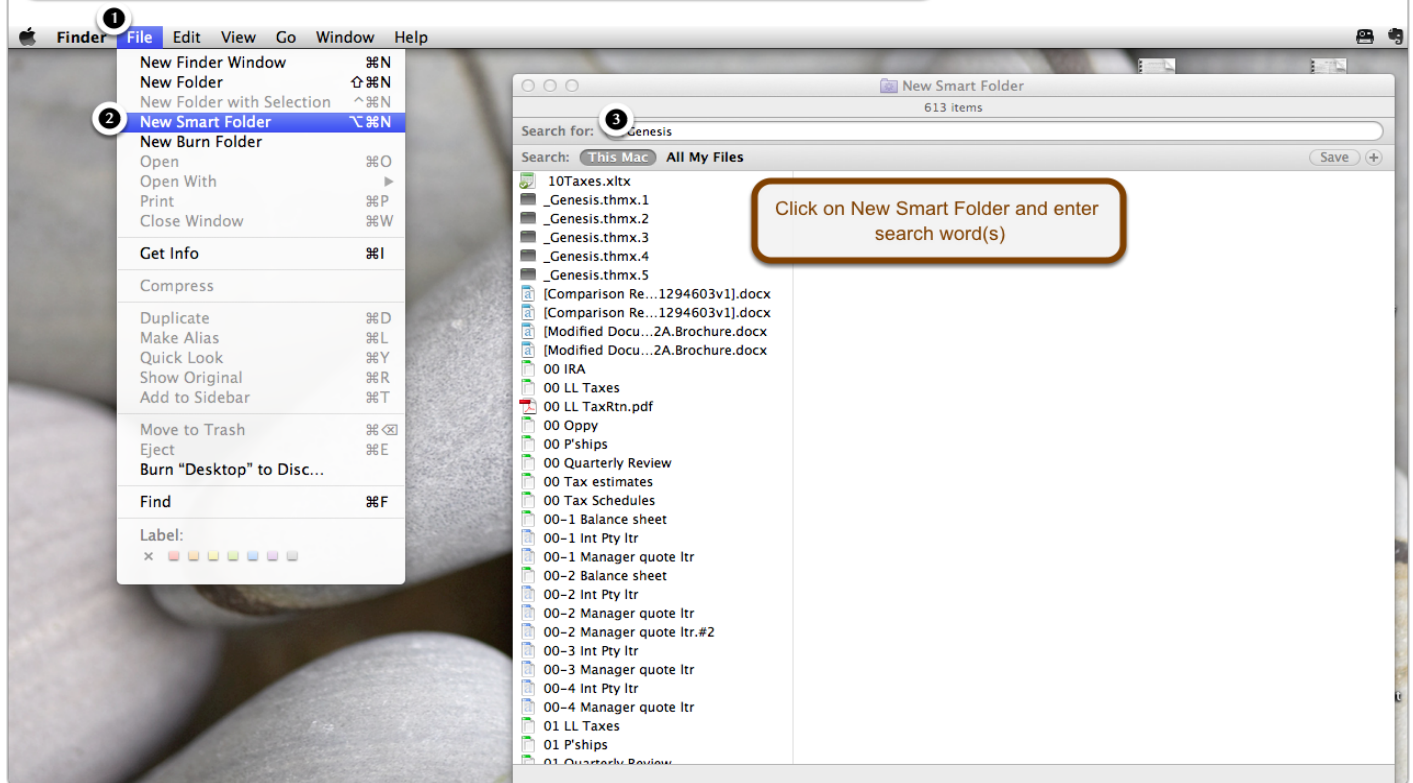 1
Finder File Edit View Go Window Help
New Finder Window ⌘N
New Folder ⇧⌘N
New Folder with Selection ^⌘N
2 New Smart Folder ⌥⌘N
New Burn Folder
Open ⌘O
Open With ▶
Print ⌘P
Close Window ⌘W
Get Info ⌘I
Compress
Duplicate ⌘D
Make Alias ⌘L
Quick Look ⌘Y
Show Original ⌘R
Add to Sidebar ⌘T
Move to Trash ⌘⌫
Eject ⌘E
Burn “Desktop” to Disc...
Find ⌘F
Label:
×
New Smart Folder
613 items
Search for: 3 Genesis
Search: This Mac All My Files Save +
10Taxes.xltx
_Genesis.thmx.1
_Genesis.thmx.2
_Genesis.thmx.3
_Genesis.thmx.4
_Genesis.thmx.5
[Comparison Re...1294603v1].docx
[Comparison Re...1294603v1].docx
[Modified Docu...2A.Brochure.docx
[Modified Docu...2A.Brochure.docx
00 IRA
00 LL Taxes
00 LL TaxRtn.pdf
00 Oppy
00 P'ships
00 Quarterly Review
00 Tax estimates
00 Tax Schedules
00-1 Balance sheet
00-1 Int Pty ltr
00-1 Manager quote ltr
00-2 Balance sheet
00-2 Int Pty ltr
00-2 Manager quote ltr
00-2 Manager quote ltr.#2
00-3 Int Pty ltr
00-3 Manager quote ltr
00-4 Int Pty ltr
00-4 Manager quote ltr
01 LL Taxes
01 P'ships
01 Quarterly Review
Click on New Smart Folder and enter
search word(s)